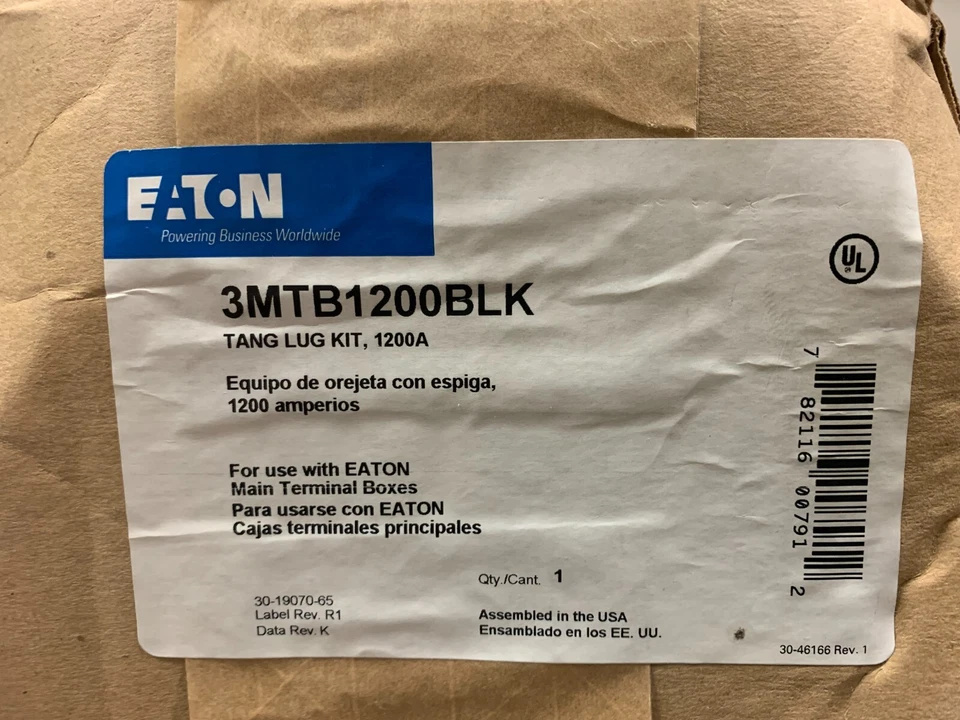 EATON
Powering Business Worldwide
UL
3MTB1200BLK
TANG LUG KIT, 1200A
Equipo de orejeta con espiga,
1200 amperios
For use with EATON
Main Terminal Boxes
Para usarse con EATON
Cajas terminales principales
7 82116 00791 2
Qty./Cant. 1
30-19070-65
Label Rev. R1
Data Rev. K
Assembled in the USA
Ensamblado en los EE. UU.
30-46166 Rev. 1